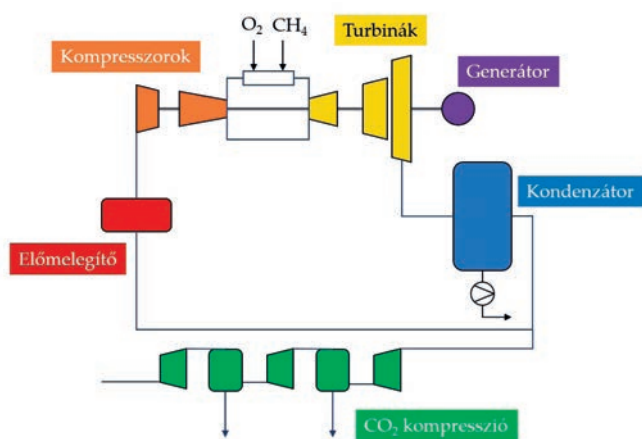 O₂ CH₄
Turbinák
Kompresszorok
Generátor
Kondenzátor
Előmelegítő
CO₂ kompresszió